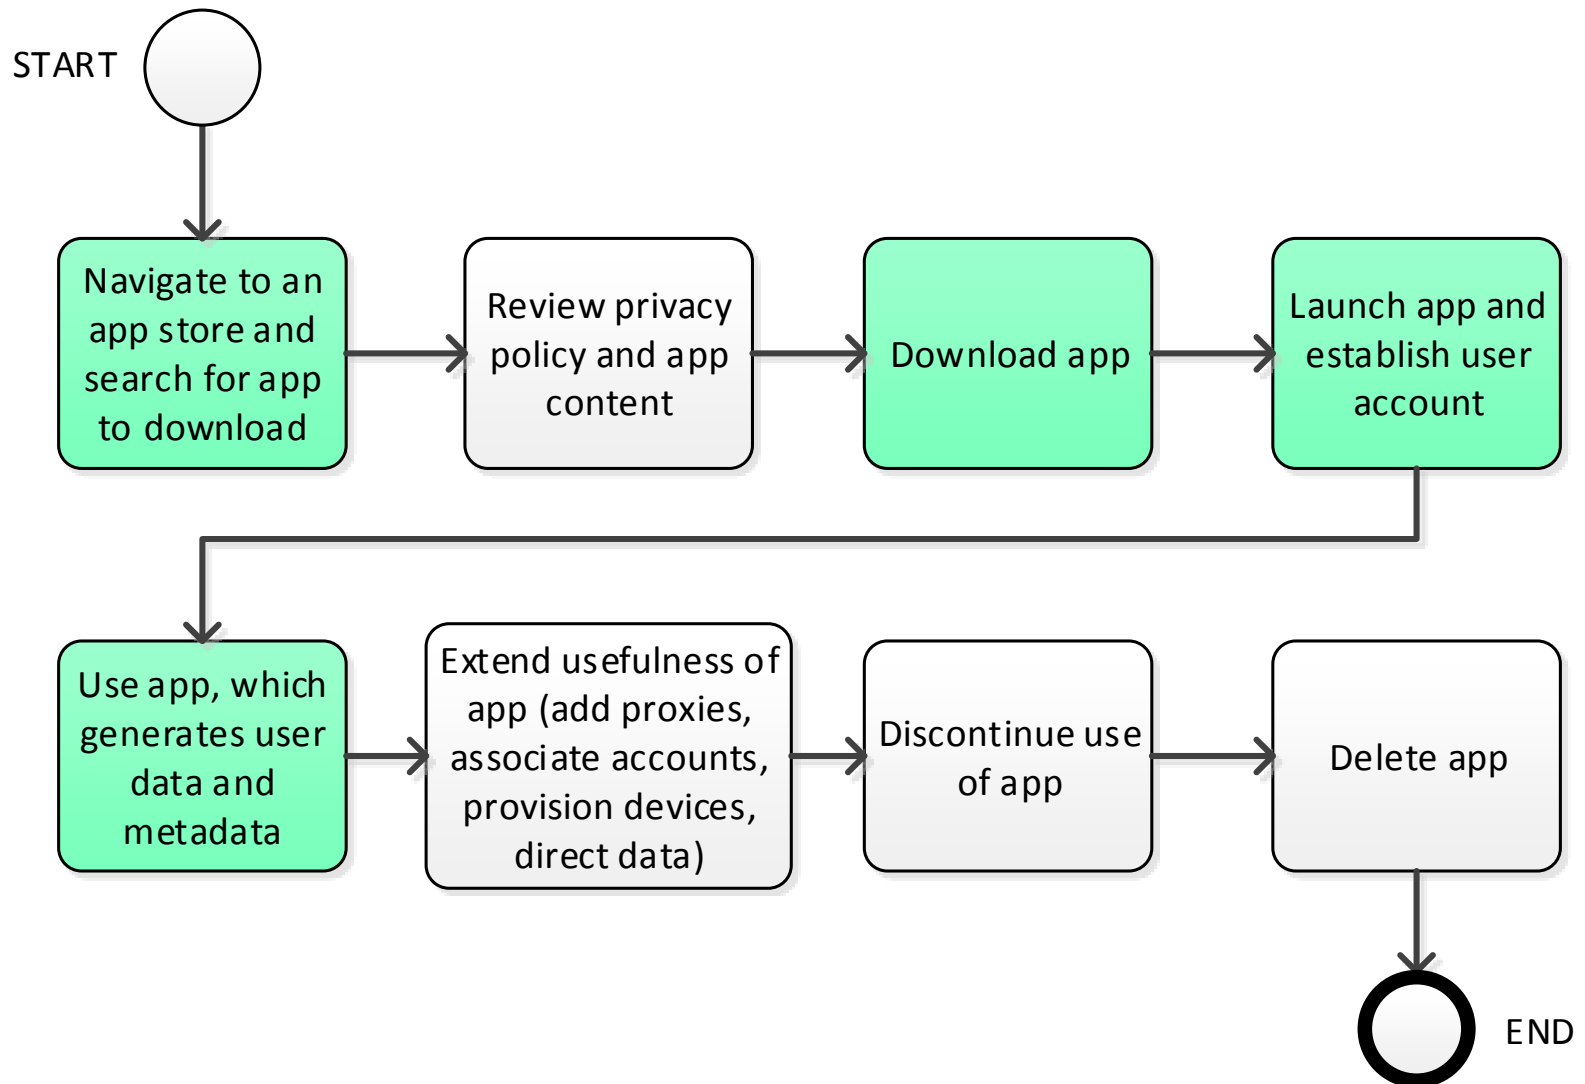 START
Navigate to an
app store and
search for app
to download
Review privacy
policy and app
content
Download app
Launch app and
establish user
account
Use app, which
generates user
data and
metadata
Extend usefulness of
app (add proxies,
associate accounts,
provision devices,
direct data)
Discontinue use
of app
Delete app
END